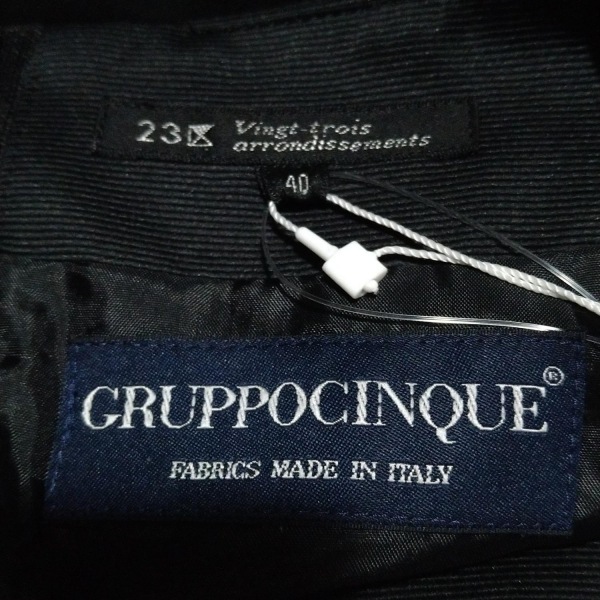 23区 Vingt-trois
arrondissements
40
GRUPPOCINQUE®
FABRICS MADE IN ITALY